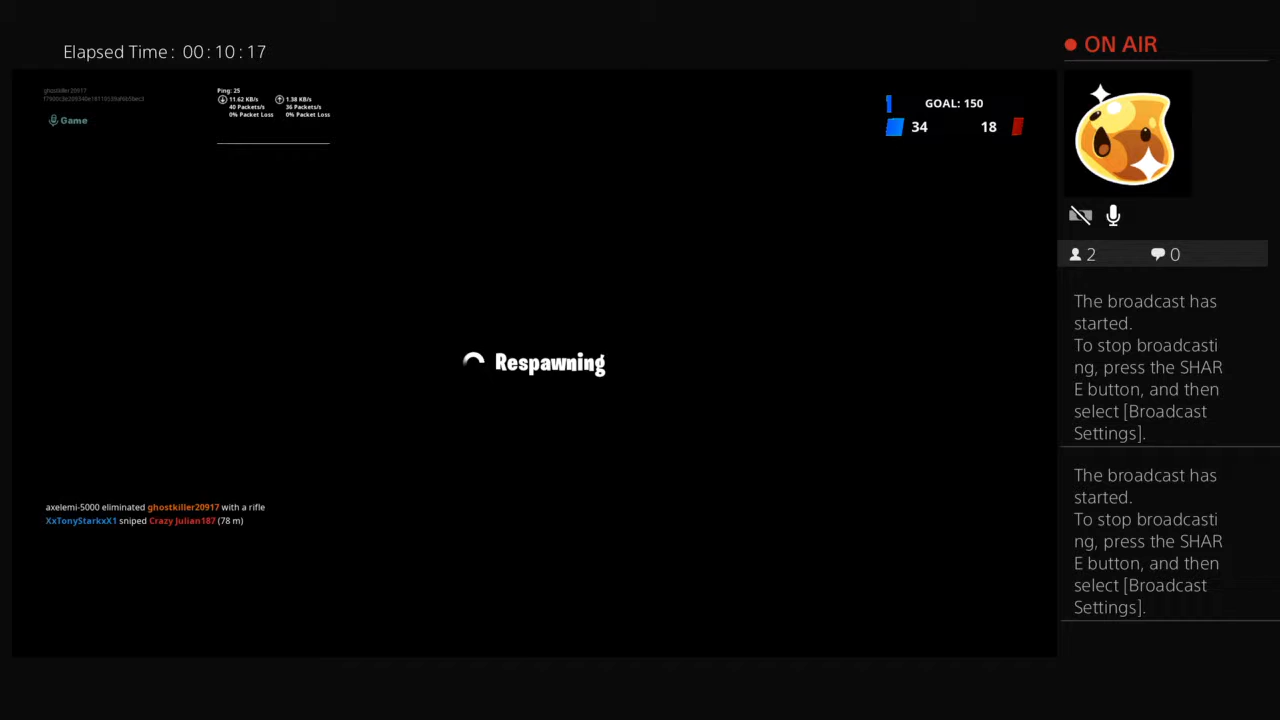 Elapsed Time: 00:10:17
ON AIR
ghostkiller20917
Game
Ping: 25
11.62 KB/s 1.38 KB/s
40 Packets/s 36 Packets/s
0% Packet Loss 0% Packet Loss
GOAL: 150
34 18
2 0
Respawning
axelemi-5000 eliminated ghostkiller20917 with a rifle
XxTonyStarkxX1 sniped Crazy Julian187 (78 m)
The broadcast has
started.
To stop broadcasti
ng, press the SHAR
E button, and then
select [Broadcast
Settings].
The broadcast has
started.
To stop broadcasti
ng, press the SHAR
E button, and then
select [Broadcast
Settings].